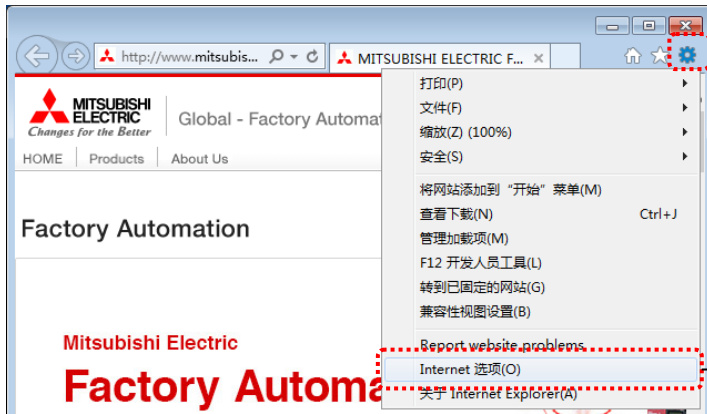 http://www.mitsubis...
MITSUBISHI ELECTRIC F...
MITSUBISHI
ELECTRIC
Changes for the Better
Global - Factory Automat
HOME
Products
About Us
Factory Automation
Mitsubishi Electric
Factory Automa
打印(P)
文件(F)
缩放(Z) (100%)
安全(S)
将网站添加到“开始”菜单(M)
查看下载(N) Ctrl+J
管理加载项(M)
F12 开发人员工具(L)
转到已固定的网站(G)
兼容性视图设置(B)
Report website problems
Internet 选项(O)
关于 Internet Explorer(A)